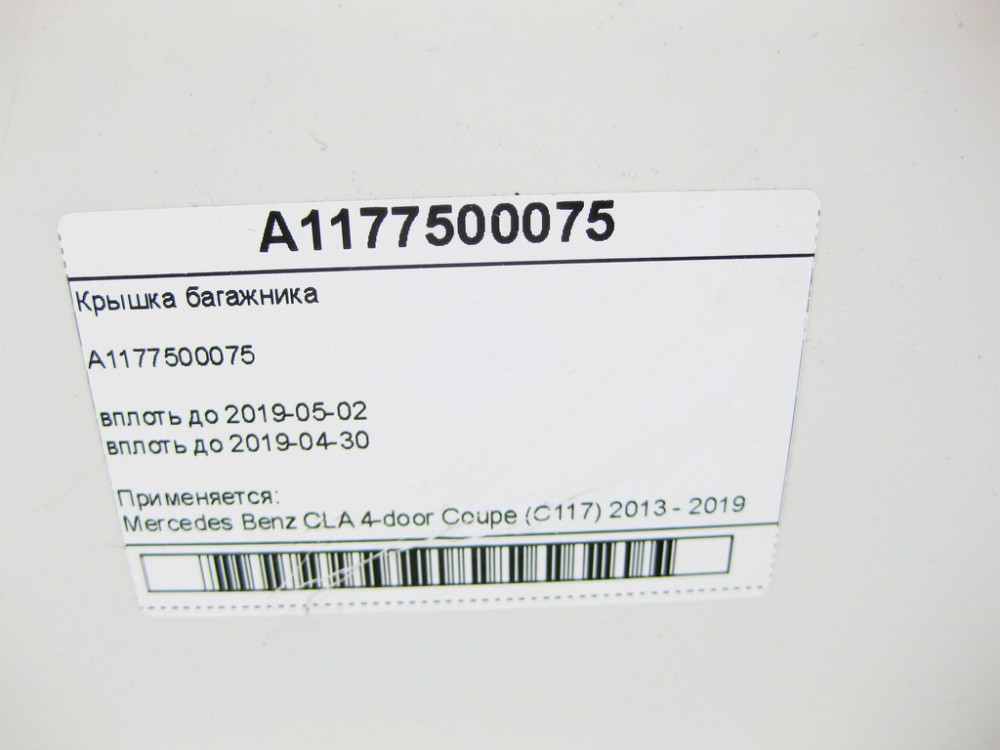 A1177500075
Крышка багажника
A1177500075
вплоть до 2019-05-02
вплоть до 2019-04-30
Применяется:
Mercedes Benz CLA 4-door Coupe (C117) 2013 - 2019